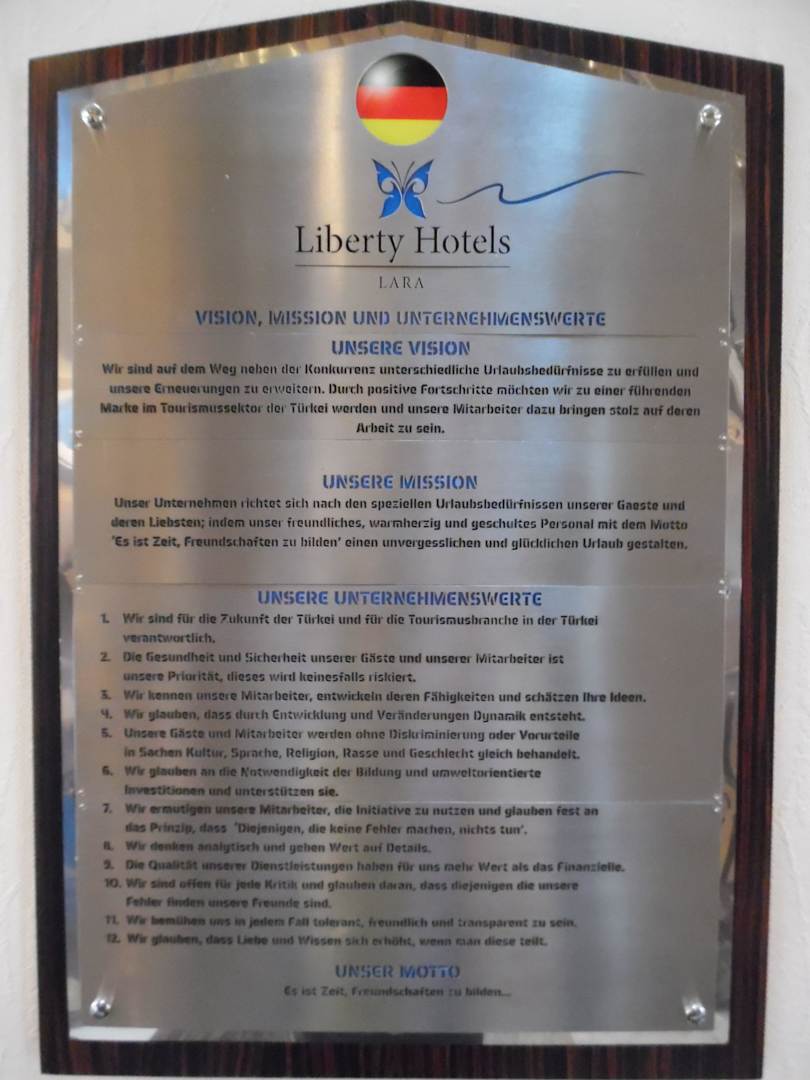 Liberty Hotels
LARA
VISION, MISSION UND UNTERNEHMENSWERTE
UNSERE VISION
Wir sind auf dem Weg neben der Konkurrenz unterschiedliche Urlaubsbedürfnisse zu erfüllen und
unsere Erneuerungen zu erweitern. Durch positive Fortschritte möchten wir zu einer führenden
Marke im Tourismussektor der Türkei werden und unsere Mitarbeiter dazu bringen stolz auf deren
Arbeit zu sein.
UNSERE MISSION
Unser Unternehmen richtet sich nach den speziellen Urlaubsbedürfnissen unserer Gaeste und
deren Liebsten; indem unser freundliches, warmherzig und geschultes Personal mit dem Motto
'Es ist Zeit, Freundschaften zu bilden' einen unvergesslichen und glücklichen Urlaub gestalten.
UNSERE UNTERNEHMENSWERTE
1. Wir sind für die Zukunft der Türkei und für die Tourismusbranche in der Türkei
verantwortlich.
2. Die Gesundheit und Sicherheit unserer Gäste und unserer Mitarbeiter ist
unsere Priorität, dieses wird keinesfalls riskiert.
3. Wir kennen unsere Mitarbeiter, entwickeln deren Fähigkeiten und schätzen Ihre Ideen.
4. Wir glauben, dass durch Entwicklung und Veränderungen Dynamik entsteht.
5. Unsere Gäste und Mitarbeiter werden ohne Diskriminierung oder Vorurteile
in Sachen Kultur, Sprache, Religion, Rasse und Geschlecht gleich behandelt.
6. Wir glauben an die Notwendigkeit der Bildung und umweltorientierte
Investitionen und unterstützen sie.
7. Wir ermutigen unsere Mitarbeiter, die Initiative zu nutzen und glauben fest an
das Prinzip, dass 'Diejenigen, die keine Fehler machen, nichts tun'.
8. Wir denken analytisch und geben Wert auf Details.
9. Die Qualität unserer Dienstleistungen haben für uns mehr Wert als das Finanzielle.
10. Wir sind offen für jede Kritik und glauben daran, dass diejenigen die unsere
Fehler finden unsere Freunde sind.
11. Wir bemühen uns in jedem Fall tolerant, freundlich und transparent zu sein.
12. Wir glauben, dass Liebe und Wissen sich erhöht, wenn man diese teilt.
UNSER MOTTO
Es ist Zeit, Freundschaften zu bilden...